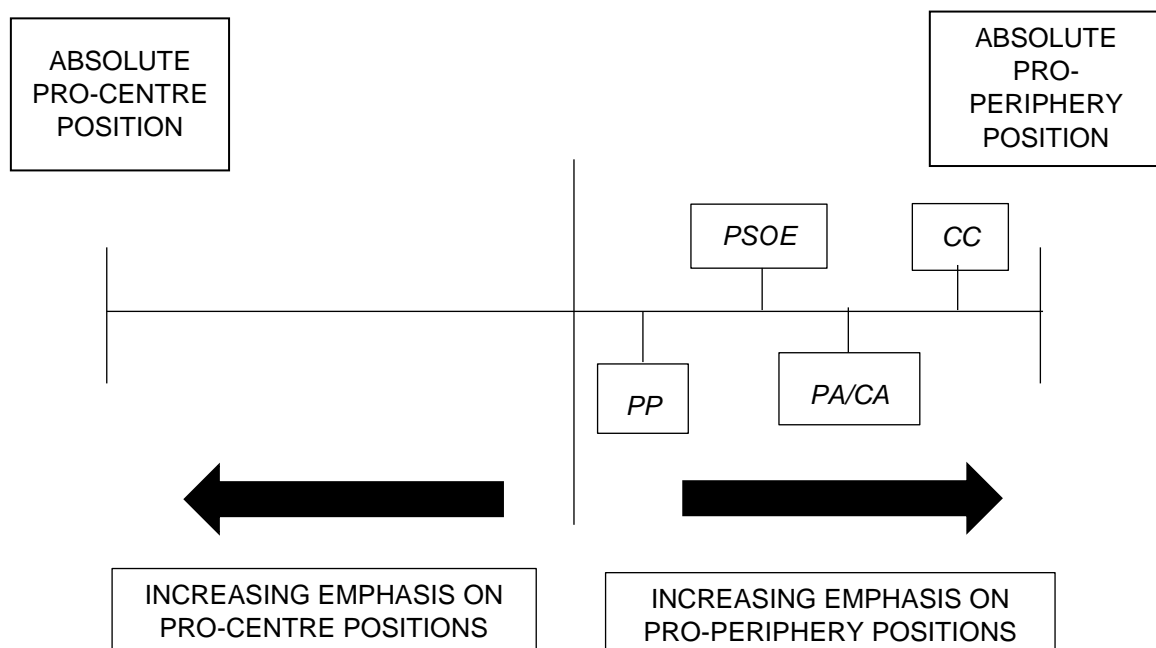 ABSOLUTE
PRO-CENTRE
POSITION
ABSOLUTE
PRO-
PERIPHERY
POSITION
PSOE
CC
PP
PA/CA
INCREASING EMPHASIS ON
PRO-CENTRE POSITIONS
INCREASING EMPHASIS ON
PRO-PERIPHERY POSITIONS